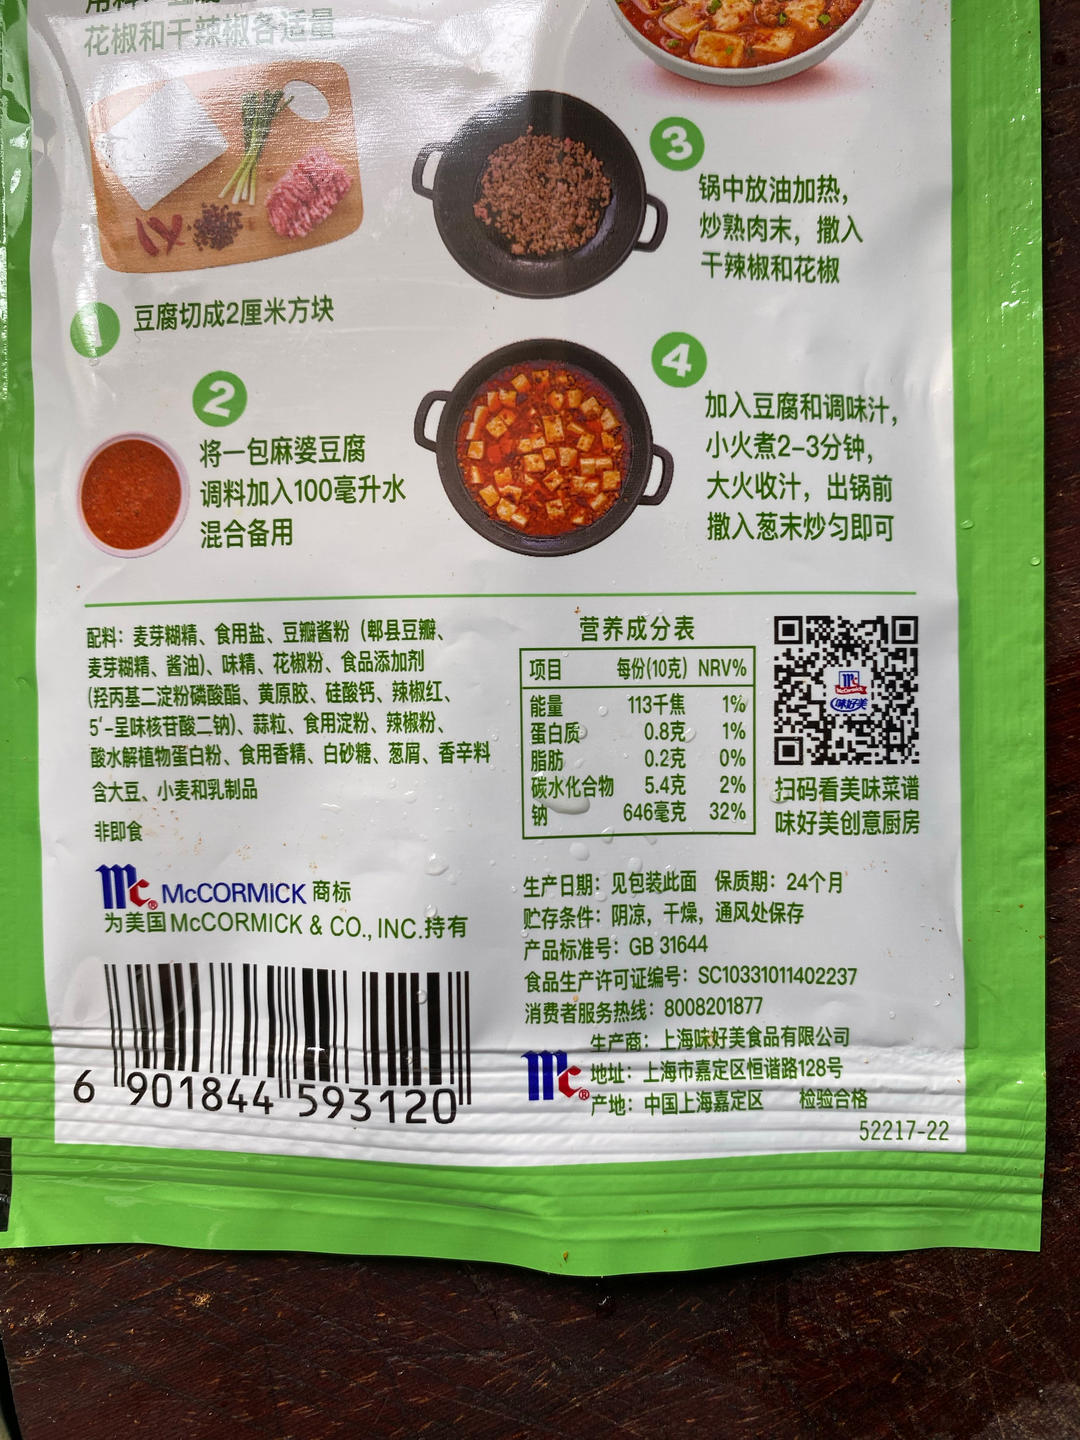 花椒和干辣椒各适量
1
豆腐切成2厘米方块
2
将一包麻婆豆腐
调料加入100毫升水
混合备用
3
锅中放油加热，
炒熟肉末，撒入
干辣椒和花椒
4
加入豆腐和调味汁，
小火煮2-3分钟，
大火收汁，出锅前
撒入葱末炒匀即可
配料：麦芽糊精、食用盐、豆瓣酱粉（郫县豆瓣、
麦芽糊精、酱油）、味精、花椒粉、食品添加剂
（羟丙基二淀粉磷酸酯、黄原胶、硅酸钙、辣椒红、
5'-呈味核苷酸二钠）、蒜粒、食用淀粉、辣椒粉、
酸水解植物蛋白粉、食用香精、白砂糖、葱屑、香辛料
含大豆、小麦和乳制品
非即食
营养成分表
项目 每份(10克) NRV%
能量 113千焦 1%
蛋白质 0.8克 1%
脂肪 0.2克 0%
碳水化合物 5.4克 2%
钠 646毫克 32%
McCormick
味好美
扫码看美味菜谱
味好美创意厨房
Mc® McCORMICK 商标
为美国McCORMICK & CO., INC.持有
6 901844 593120
生产日期：见包装此面 保质期：24个月
贮存条件：阴凉，干燥，通风处保存
产品标准号：GB 31644
食品生产许可证编号：SC10331011402237
消费者服务热线：8008201877
Mc®
生产商：上海味好美食品有限公司
地址：上海市嘉定区恒谐路128号
产地：中国上海嘉定区 检验合格
52217-22